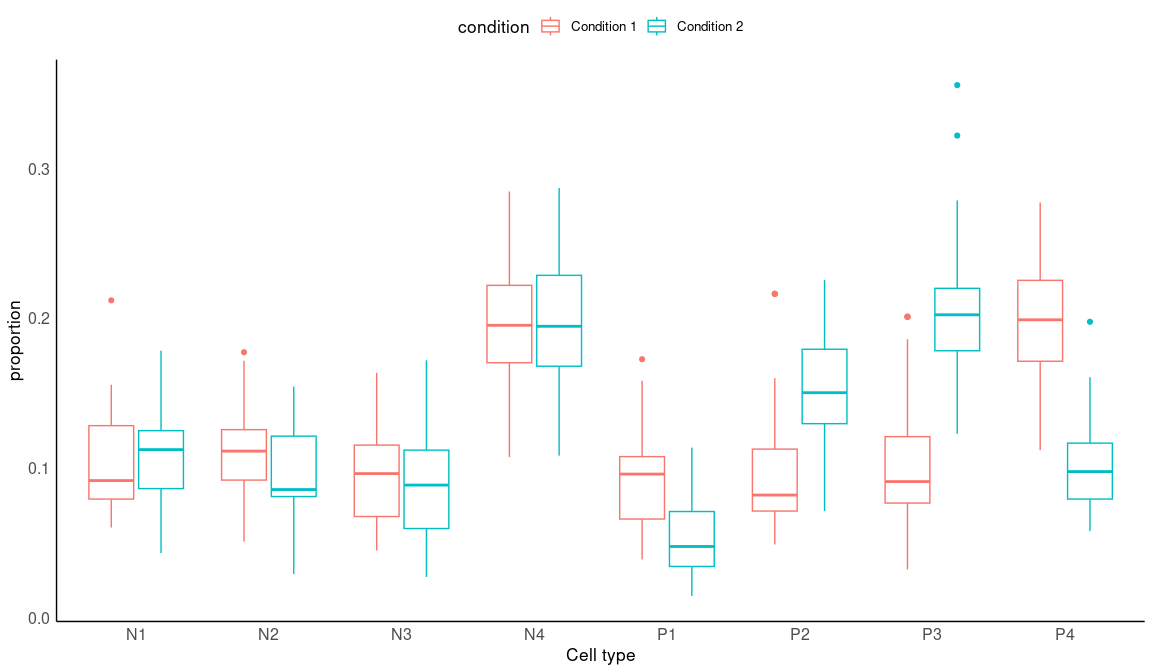 condition Condition 1 Condition 2
proportion
0.3
0.2
0.1
0.0
N1 N2 N3 N4 P1 P2 P3 P4
Cell type